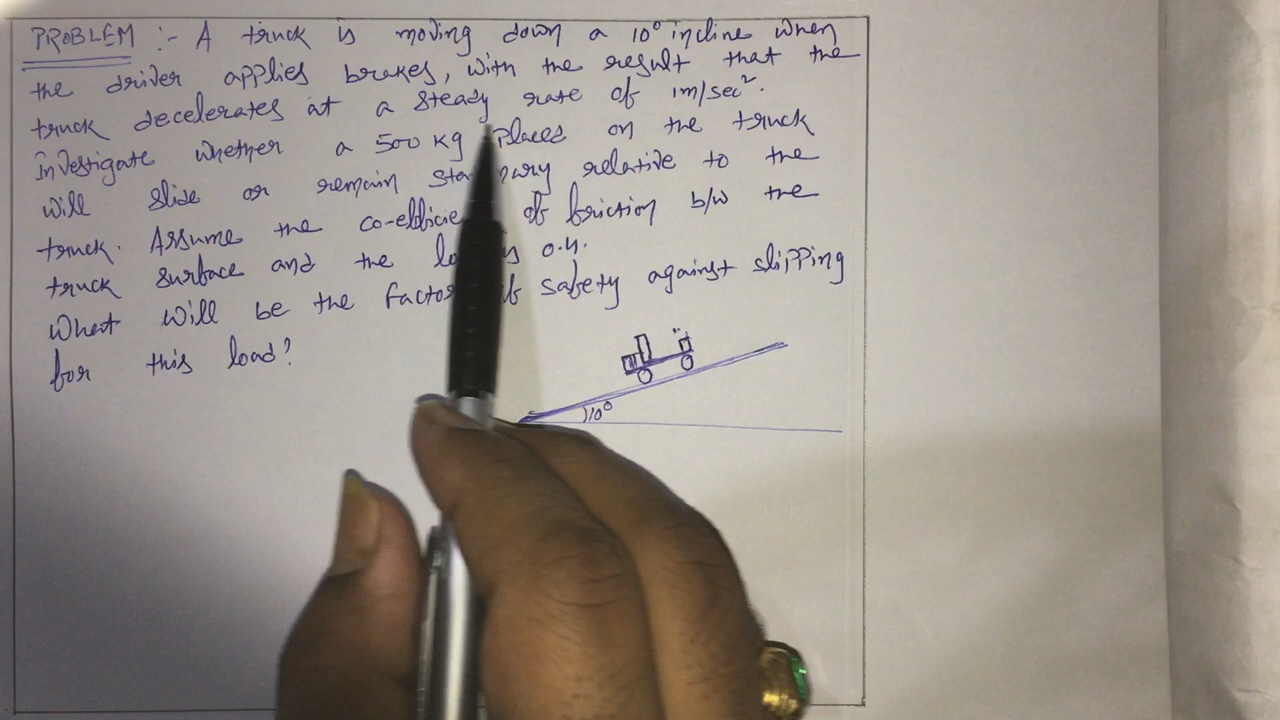 PROBLEM :- A truck is moving down a 10° incline when
the driver applies brakes, with the result that the
truck decelerates at a steady rate of 1m/sec².
Investigate whether a 500 kg places on the truck
will slide or remain relative to the
truck. Assume the of friction b/w the
truck surface and the is 0.4.
What will be the factor of safety against slipping
for this load?
10°